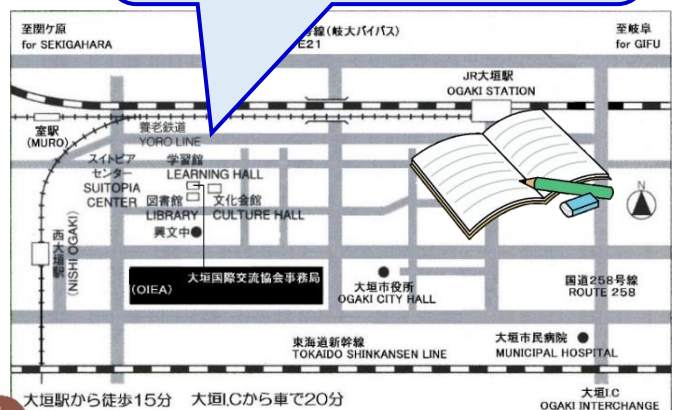 至関ケ原
for SEKIGAHARA
号線(岐大バイパス)
E21
至岐阜
for GIFU
JR大垣駅
OGAKI STATION
室駅
(MURO)
養老鉄道
YORO LINE
スイトピア
センター
SUITOPIA
CENTER
学習館
LEARNING HALL
図書館
LIBRARY
文化会館
CULTURE HALL
興文中
西大垣駅
(NISHI OGAKI)
N
大垣国際交流協会事務局
(OIEA)
大垣市役所
OGAKI CITY HALL
国道258号線
ROUTE 258
東海道新幹線
TOKAIDO SHINKANSEN LINE
大垣市民病院
MUNICIPAL HOSPITAL
大垣駅から徒歩15分 大垣I,Cから車で20分
大垣I.C
OGAKI INTERCHANGE